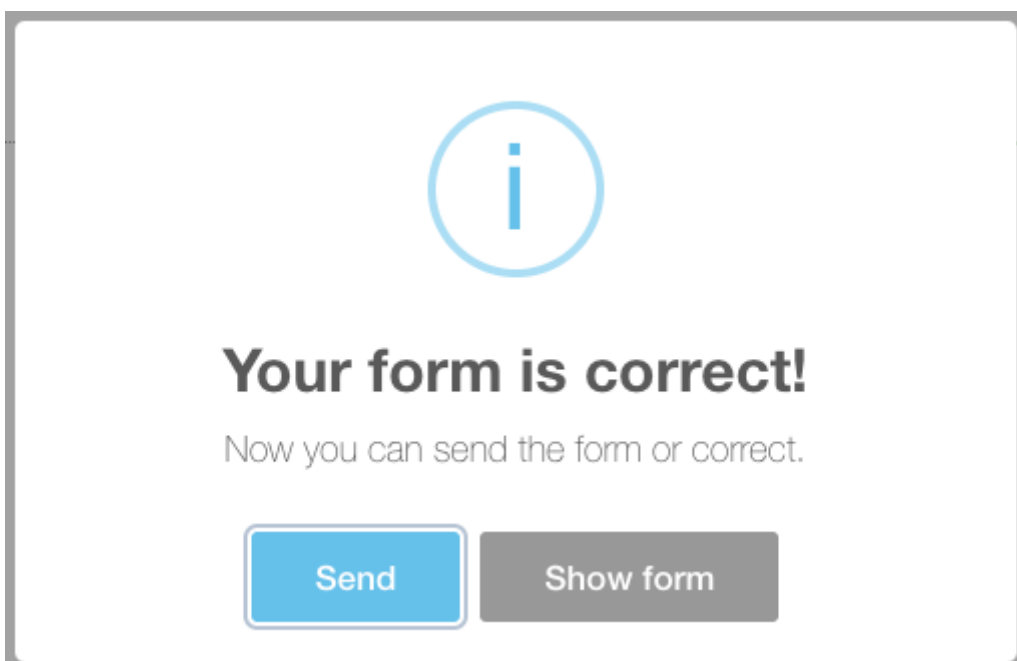 i
Your form is correct!
Now you can send the form or correct.
Send Show form